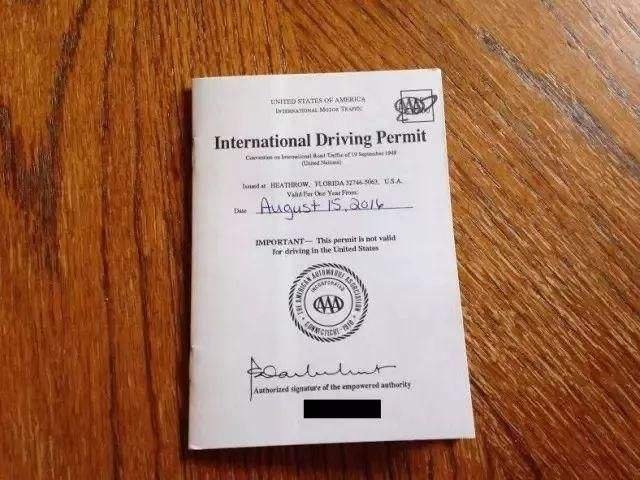 UNITED STATES OF AMERICA
INTERNATIONAL MOTOR TRAFFIC
AAA
International Driving Permit
Convention on International Road Traffic of 19 September 1949
(United Nations)
Issued at HEATHROW, FLORIDA 32746-5063, U.S.A.
Valid For One Year From:
Date August 15, 2016
IMPORTANT— This permit is not valid
for driving in the United States
THE AMERICAN AUTOMOBILE ASSOCIATION
INCORPORATED
AAA
CONNECTICUT-1910
Authorized signature of the empowered authority